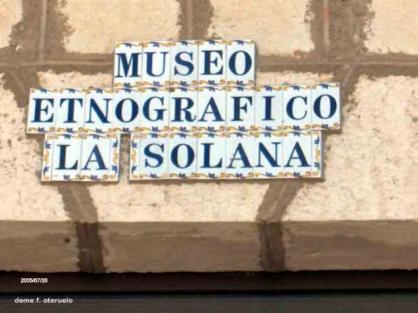 MUSEO
ETNOGRAFICO
LA SOLANA
2005/07/20
deme f. oteruelo